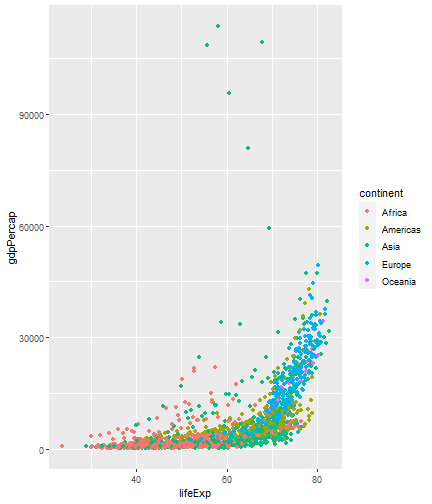 90000
60000
30000
0
gdpPercap
40
60
80
lifeExp
continent
Africa
Americas
Asia
Europe
Oceania